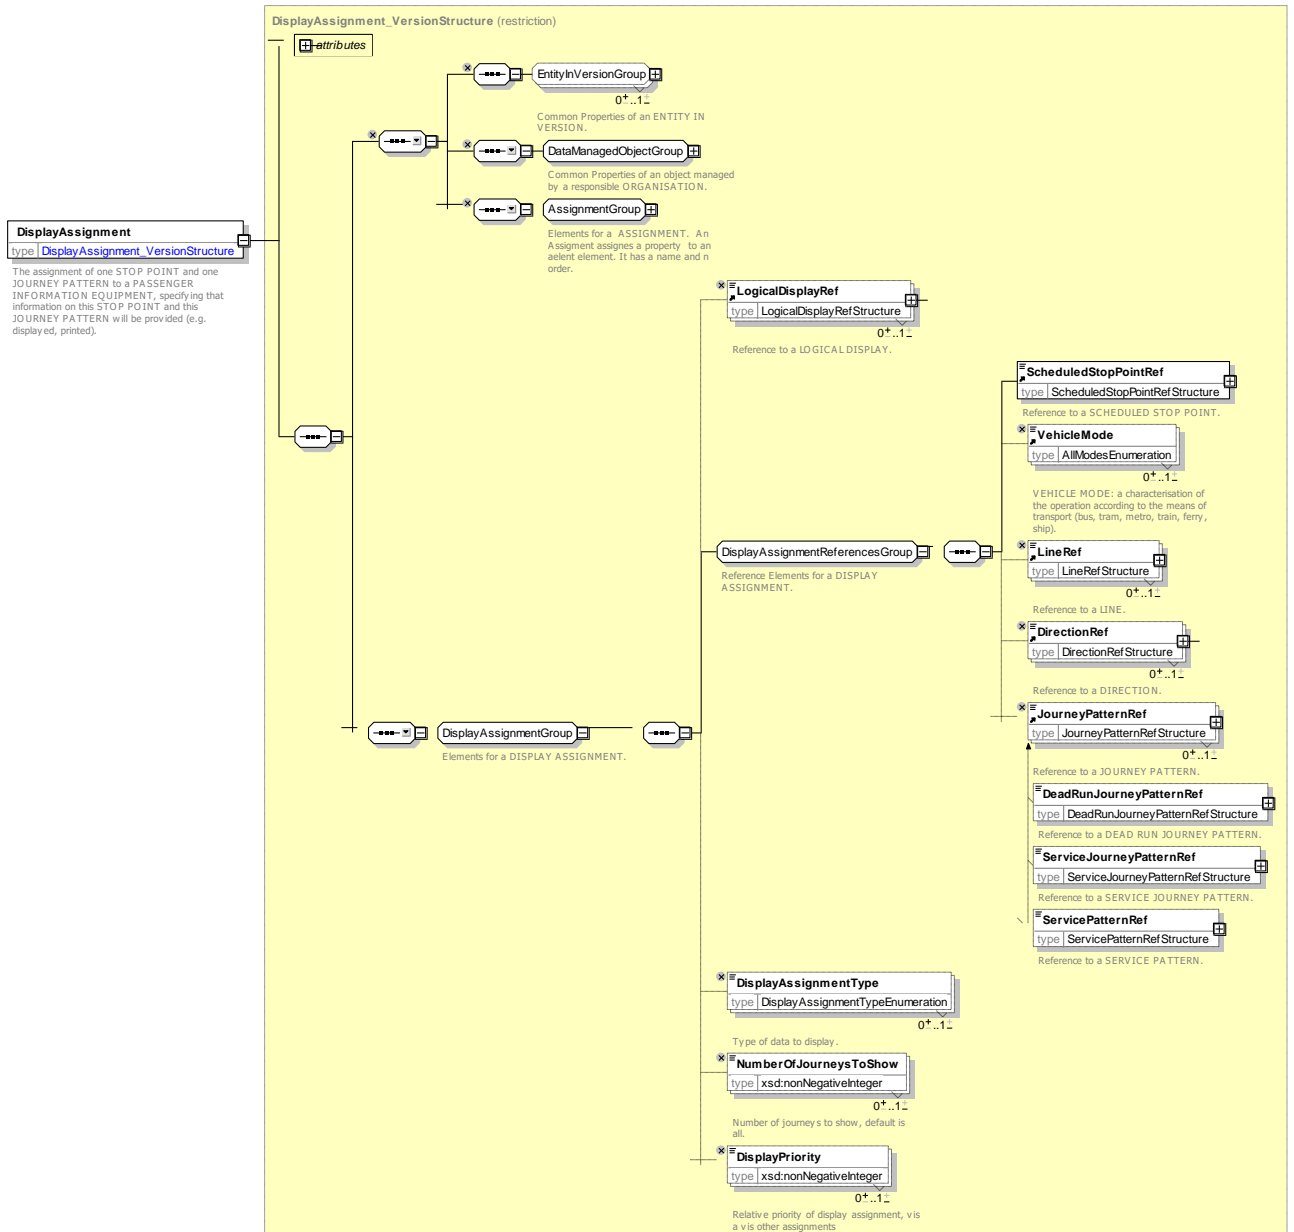 DisplayAssignment_VersionStructure (restriction)
attributes
EntityInVersionGroup
0..1
Common Properties of an ENTITY IN
VERSION.
DataManagedObjectGroup
Common Properties of an object managed
by a responsible ORGANISATION.
AssignmentGroup
Elements for a ASSIGNMENT. An
Assigment assignes a property to an
aelent element. It has a name and n
order.
DisplayAssignment
type DisplayAssignment_VersionStructure
The assignment of one STOP POINT and one
JOURNEY PATTERN to a PASSENGER
INFORMATION EQUIPMENT, specifying that
information on this STOP POINT and this
JOURNEY PATTERN will be provided (e.g.
displayed, printed).
LogicalDisplayRef
type LogicalDisplayRefStructure
0..1
Reference to a LOGICAL DISPLAY.
ScheduledStopPointRef
type ScheduledStopPointRefStructure
Reference to a SCHEDULED STOP POINT.
VehicleMode
type AllModesEnumeration
0..1
VEHICLE MODE: a characterisation of
the operation according to the means of
transport (bus, tram, metro, train, ferry,
ship).
DisplayAssignmentReferencesGroup
Reference Elements for a DISPLAY
ASSIGNMENT.
LineRef
type LineRefStructure
0..1
Reference to a LINE.
DirectionRef
type DirectionRefStructure
0..1
Reference to a DIRECTION.
JourneyPatternRef
type JourneyPatternRefStructure
0..1
Reference to a JOURNEY PATTERN.
DisplayAssignmentGroup
Elements for a DISPLAY ASSIGNMENT.
DeadRunJourneyPatternRef
type DeadRunJourneyPatternRefStructure
Reference to a DEAD RUN JOURNEY PATTERN.
ServiceJourneyPatternRef
type ServiceJourneyPatternRefStructure
Reference to a SERVICE JOURNEY PATTERN.
ServicePatternRef
type ServicePatternRefStructure
Reference to a SERVICE PATTERN.
DisplayAssignmentType
type DisplayAssignmentTypeEnumeration
0..1
Type of data to display.
NumberOfJourneysToShow
type xsd:nonNegativeInteger
0..1
Number of journeys to show, default is
all.
DisplayPriority
type xsd:nonNegativeInteger
0..1
Relative priority of display assignment, vis
a vis other assignments